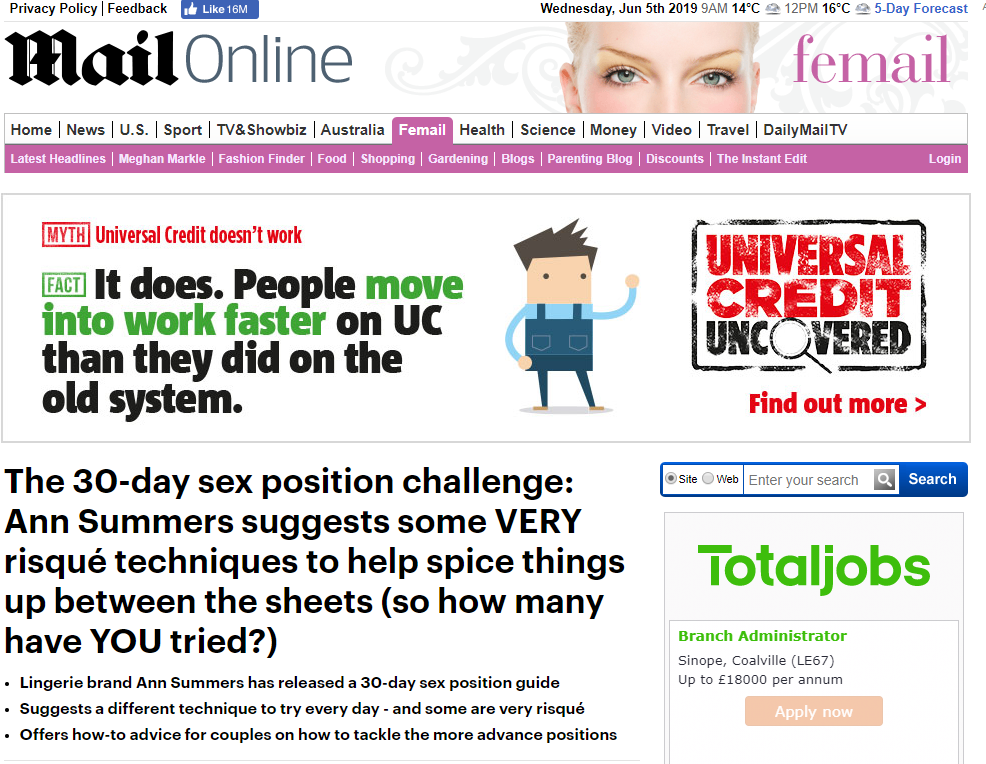 Privacy Policy | Feedback Like 16M Wednesday, Jun 5th 2019 9AM 14°C 12PM 16°C 5-Day Forecast
Mail Online femail
Home News U.S. Sport TV&Showbiz Australia Femail Health Science Money Video Travel DailyMailTV
Latest Headlines Meghan Markle Fashion Finder Food Shopping Gardening Blogs Parenting Blog Discounts The Instant Edit Login
MYTH Universal Credit doesn't work
FACT It does. People move
into work faster on UC
than they did on the
old system.
UNIVERSAL
CREDIT
UNCOVERED
Find out more >
The 30-day sex position challenge:
Ann Summers suggests some VERY
risqué techniques to help spice things
up between the sheets (so how many
have YOU tried?)
• Lingerie brand Ann Summers has released a 30-day sex position guide
• Suggests a different technique to try every day - and some are very risqué
• Offers how-to advice for couples on how to tackle the more advance positions
Site Web Enter your search Search
Totaljobs
Branch Administrator
Sinope, Coalville (LE67)
Up to £18000 per annum
Apply now